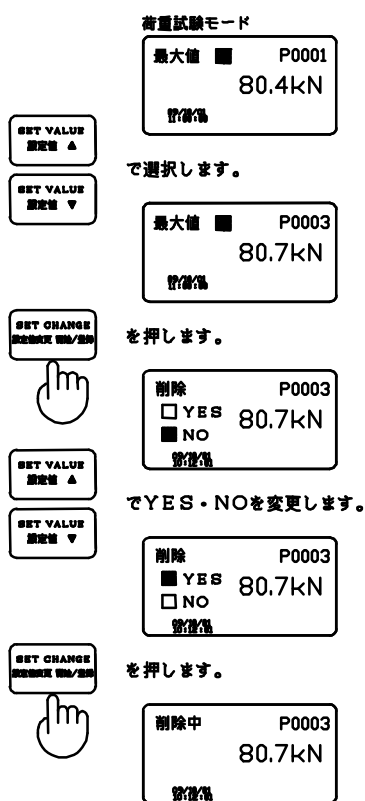 荷重試験モード
最大値 ■ P0001
80.4kN
SET VALUE
設定値 ▲
で選択します。
SET VALUE
設定値 ▼
最大値 ■ P0003
80.7kN
SET CHANGE
を押します。
削除 P0003
□ YES 80.7kN
■ NO
SET VALUE
設定値 ▲
でYES・NOを変更します。
SET VALUE
設定値 ▼
削除 P0003
■ YES 80.7kN
□ NO
SET CHANGE
を押します。
削除中 P0003
80.7kN